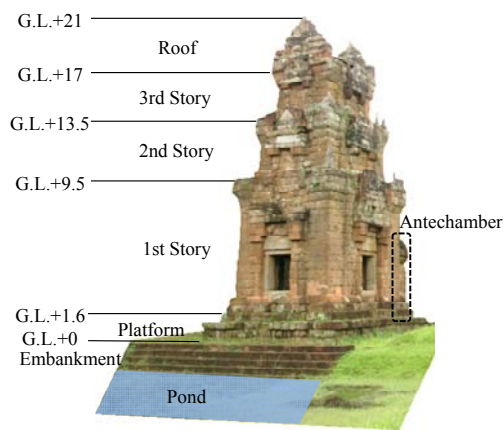 G.L.+21
Roof
G.L.+17
3rd Story
G.L.+13.5
2nd Story
G.L.+9.5
Antechamber
1st Story
G.L.+1.6
Platform
G.L.+0
Embankment
Pond